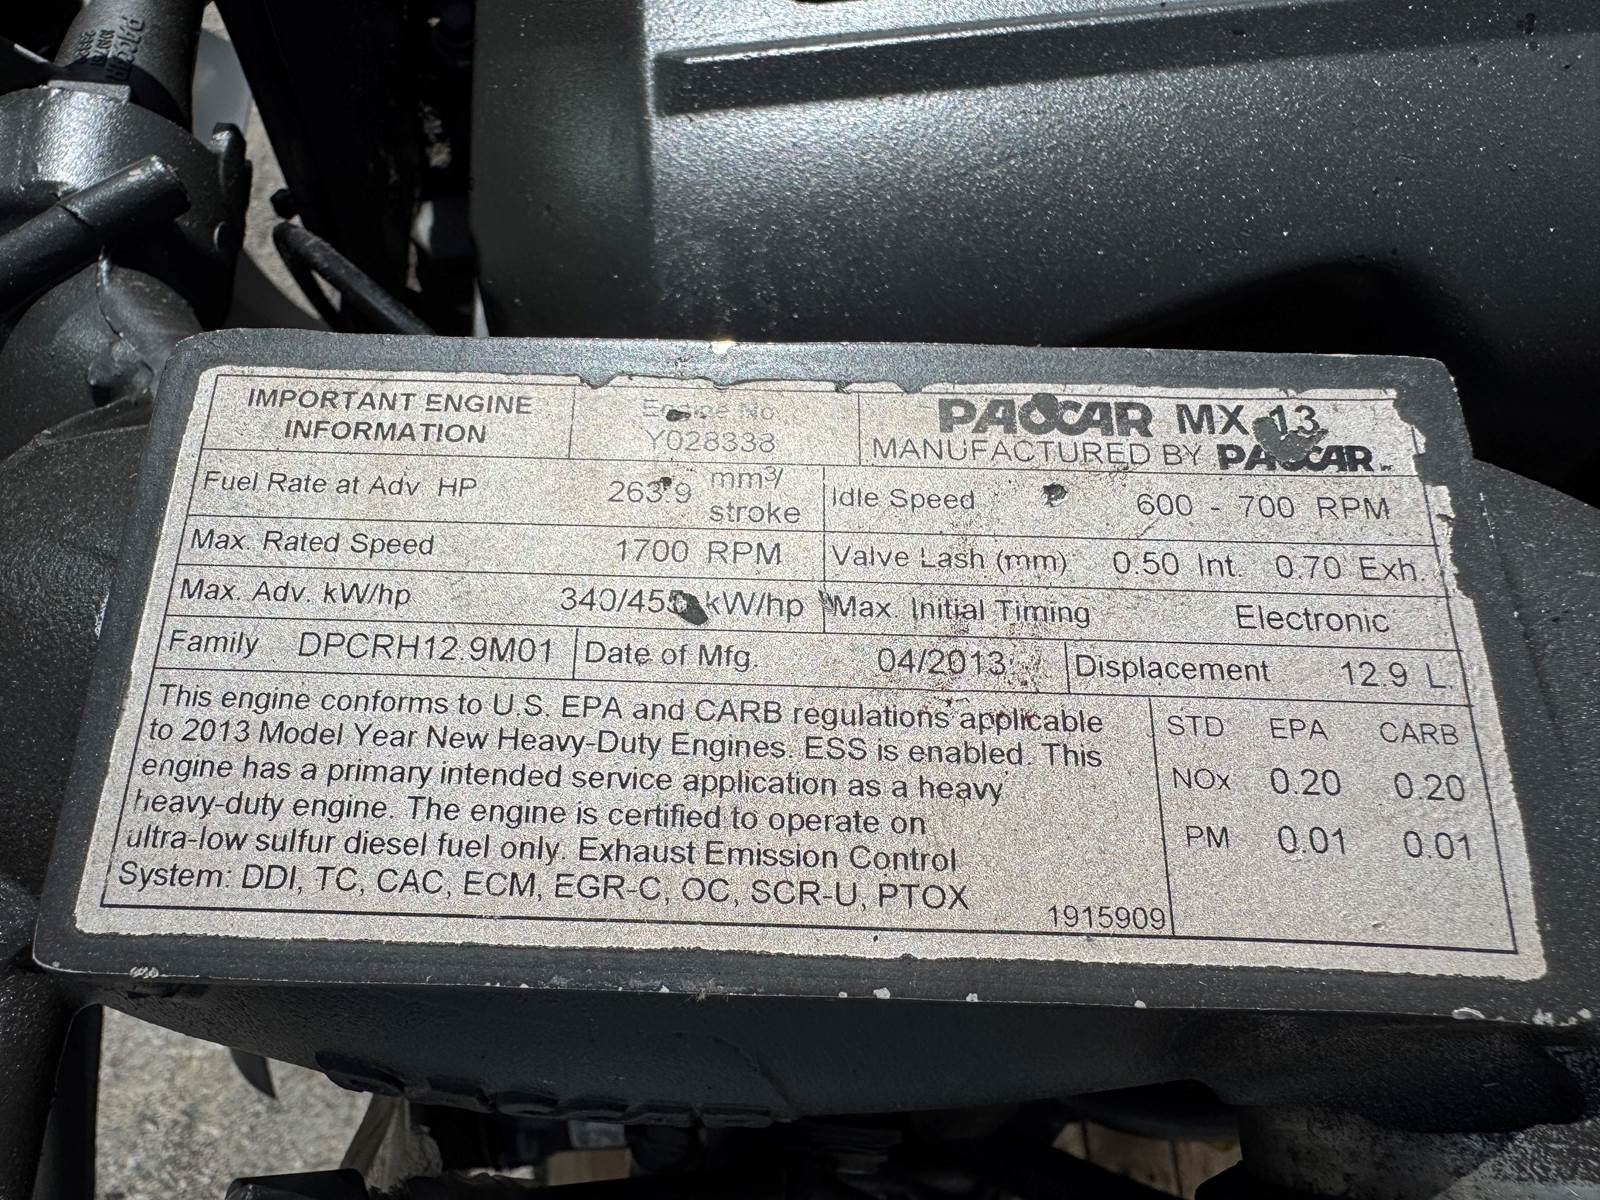 IMPORTANT ENGINE
INFORMATION
Engine No
Y028338
PACCAR MX 13
MANUFACTURED BY PACCAR
Fuel Rate at Adv HP 263.9 mm³/
stroke
Idle Speed 600 - 700 RPM
Max. Rated Speed 1700 RPM
Valve Lash (mm) 0.50 Int. 0.70 Exh.
Max. Adv. kW/hp 340/455 kW/hp
Max. Initial Timing Electronic
Family DPCRH12.9M01
Date of Mfg. 04/2013
Displacement 12.9 L.
This engine conforms to U.S. EPA and CARB regulations applicable
to 2013 Model Year New Heavy-Duty Engines. ESS is enabled. This
engine has a primary intended service application as a heavy
heavy-duty engine. The engine is certified to operate on
ultra-low sulfur diesel fuel only. Exhaust Emission Control
System: DDI, TC, CAC, ECM, EGR-C, OC, SCR-U, PTOX
1915909
STD EPA CARB
NOx 0.20 0.20
PM 0.01 0.01